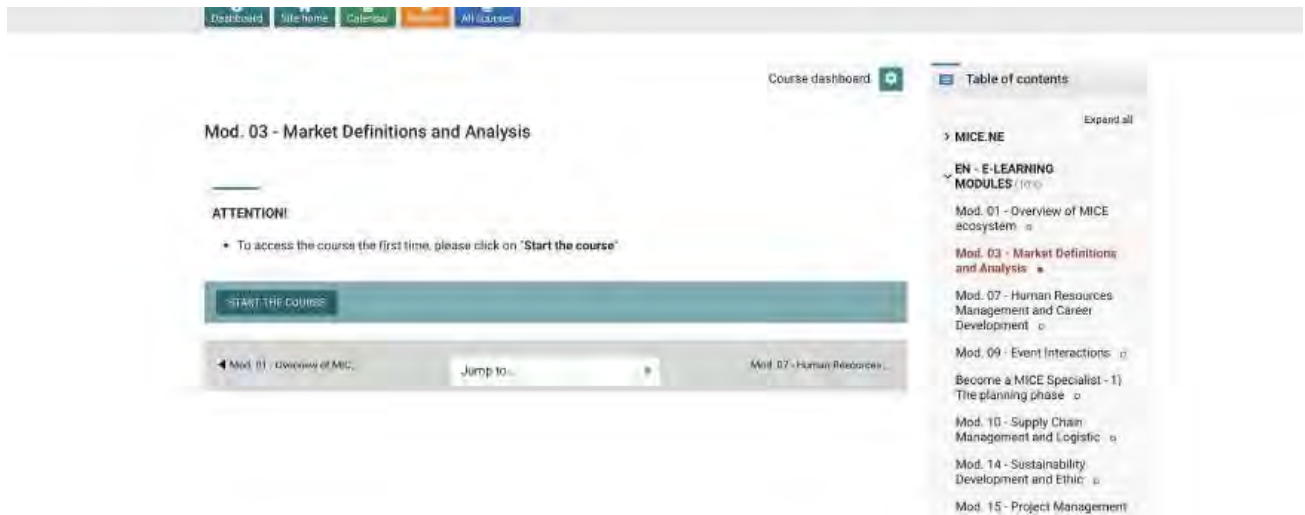 Dashboard
Site home
Calendar
All courses
Course dashboard
Mod. 03 - Market Definitions and Analysis
ATTENTION!
• To access the course the first time, please click on "Start the course"
START THE COURSE
Mod. 01 - Overview of MIC...
Jump to...
Mod. 07 - Human Resources ...
Table of contents
Expand all
MICE.NE
EN - E-LEARNING
MODULES
Mod. 01 - Overview of MICE
ecosystem
Mod. 03 - Market Definitions
and Analysis
Mod. 07 - Human Resources
Management and Career
Development
Mod. 09 - Event Interactions
Become a MICE Specialist - 1)
The planning phase
Mod. 10 - Supply Chain
Management and Logistic
Mod. 14 - Sustainability
Development and Ethic
Mod. 15 - Project Management